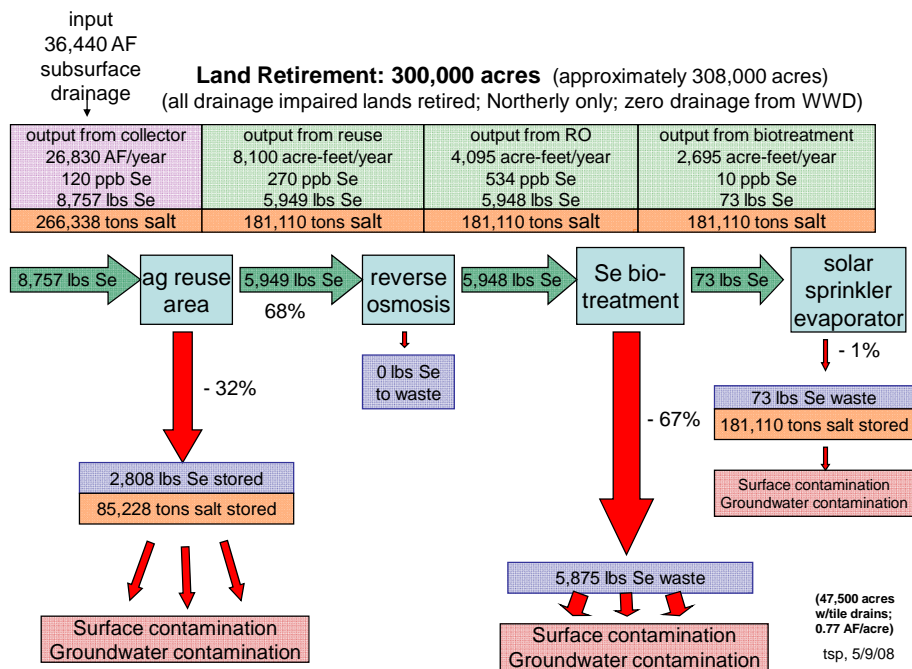 input
36,440 AF
subsurface
drainage
Land Retirement: 300,000 acres (approximately 308,000 acres)
(all drainage impaired lands retired; Northerly only; zero drainage from WWD)
output from collector
26,830 AF/year
120 ppb Se
8,757 lbs Se
266,338 tons salt
output from reuse
8,100 acre-feet/year
270 ppb Se
5,949 lbs Se
181,110 tons salt
output from RO
4,095 acre-feet/year
534 ppb Se
5,948 lbs Se
181,110 tons salt
output from biotreatment
2,695 acre-feet/year
10 ppb Se
73 lbs Se
181,110 tons salt
8,757 lbs Se
ag reuse
area
5,949 lbs Se
68%
reverse
osmosis
5,948 lbs Se
Se bio-
treatment
73 lbs Se
solar
sprinkler
evaporator
- 32%
0 lbs Se
to waste
- 67%
- 1%
73 lbs Se waste
181,110 tons salt stored
Surface contamination
Groundwater contamination
2,808 lbs Se stored
85,228 tons salt stored
Surface contamination
Groundwater contamination
5,875 lbs Se waste
Surface contamination
Groundwater contamination
(47,500 acres
w/tile drains;
0.77 AF/acre)
tsp, 5/9/08